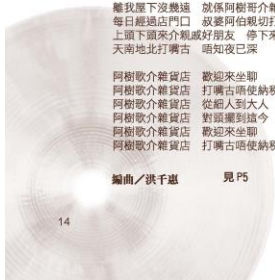 離我屋下沒幾遠　就係阿樹哥介雜
每日經過店門口　叔婆阿伯親切打
上頭下頭來介親戚好朋友　停下來
天南地北打嘴古　唔知夜已深
阿樹歌介雜貨店　歡迎來坐聊
阿樹歌介雜貨店　打嘴古唔使納稅
阿樹歌介雜貨店　從細人到大人
阿樹歌介雜貨店　對頭擺到這今
阿樹歌介雜貨店　歡迎來坐聊
阿樹歌介雜貨店　打嘴古唔使納稅
編曲／洪千惠　見P5
14